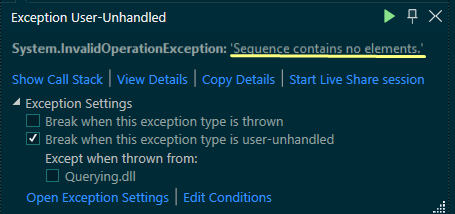 Exception User-Unhandled
System.InvalidOperationException: 'Sequence contains no elements.'
Show Call Stack | View Details | Copy Details | Start Live Share session
Exception Settings
Break when this exception type is thrown
Break when this exception type is user-unhandled
Except when thrown from:
Querying.dll
Open Exception Settings | Edit Conditions